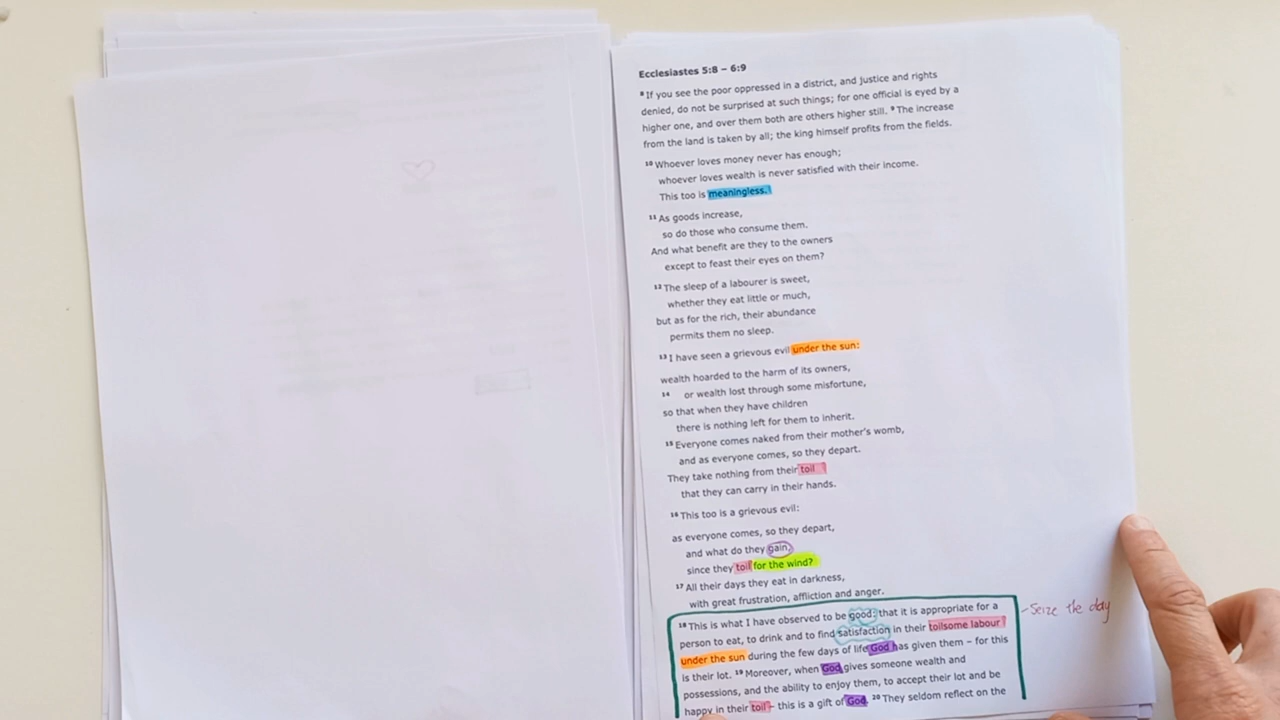 Ecclesiastes 5:8 – 6:9
8 If you see the poor oppressed in a district, and justice and rights
denied, do not be surprised at such things; for one official is eyed by a
higher one, and over them both are others higher still. 9 The increase
from the land is taken by all; the king himself profits from the fields.
10 Whoever loves money never has enough;
whoever loves wealth is never satisfied with their income.
This too is meaningless.
11 As goods increase,
so do those who consume them.
And what benefit are they to the owners
except to feast their eyes on them?
12 The sleep of a labourer is sweet,
whether they eat little or much,
but as for the rich, their abundance
permits them no sleep.
13 I have seen a grievous evil under the sun:
wealth hoarded to the harm of its owners,
14 or wealth lost through some misfortune,
so that when they have children
there is nothing left for them to inherit.
15 Everyone comes naked from their mother's womb,
and as everyone comes, so they depart.
They take nothing from their toil
that they can carry in their hands.
16 This too is a grievous evil:
as everyone comes, so they depart,
and what do they gain,
since they toil for the wind?
17 All their days they eat in darkness,
with great frustration, affliction and anger.
18 This is what I have observed to be good: that it is appropriate for a
person to eat, to drink and to find satisfaction in their toilsome labour
under the sun during the few days of life God has given them – for this
is their lot. 19 Moreover, when God gives someone wealth and
possessions, and the ability to enjoy them, to accept their lot and be
happy in their toil – this is a gift of God. 20 They seldom reflect on the
- Seize the day